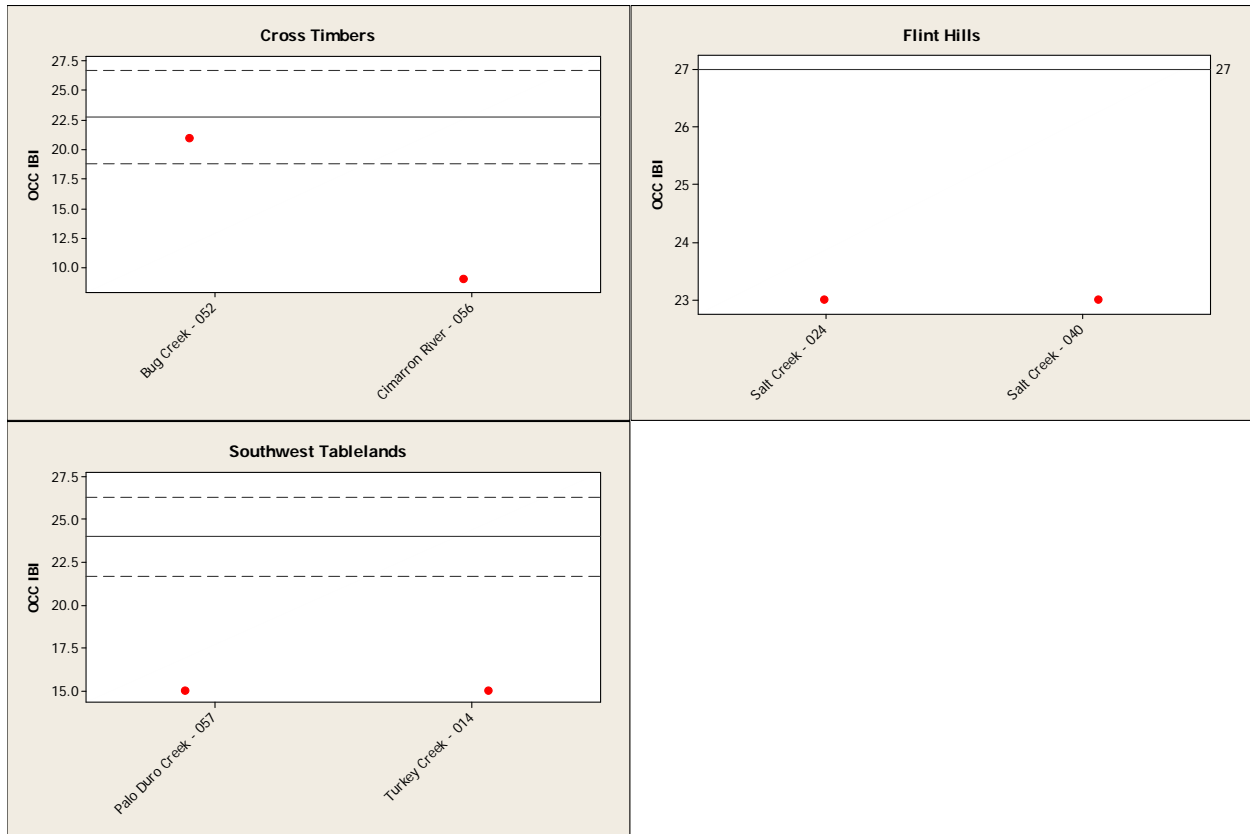 Cross Timbers
OCC IBI
27.5
25.0
22.5
20.0
17.5
15.0
12.5
10.0
Bug Creek - 052
Cimarron River - 056
Flint Hills
OCC IBI
27
26
25
24
23
27
Salt Creek - 024
Salt Creek - 040
Southwest Tablelands
OCC IBI
27.5
25.0
22.5
20.0
17.5
15.0
Palo Duro Creek - 057
Turkey Creek - 014